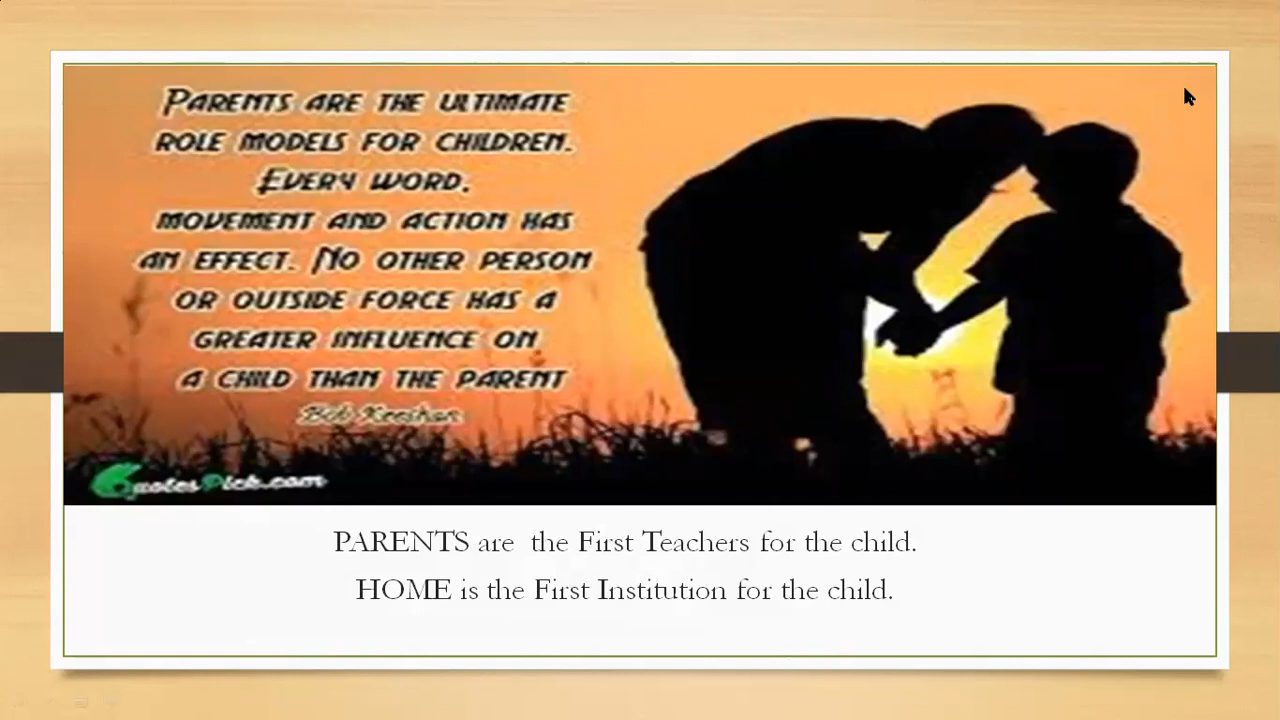 PARENTS ARE THE ULTIMATE
ROLE MODELS FOR CHILDREN.
EVERY WORD,
MOVEMENT AND ACTION HAS
AN EFFECT. NO OTHER PERSON
OR OUTSIDE FORCE HAS A
GREATER INFLUENCE ON
A CHILD THAN THE PARENT
Bob Keeshan
QuotesPick.com
PARENTS are the First Teachers for the child.
HOME is the First Institution for the child.